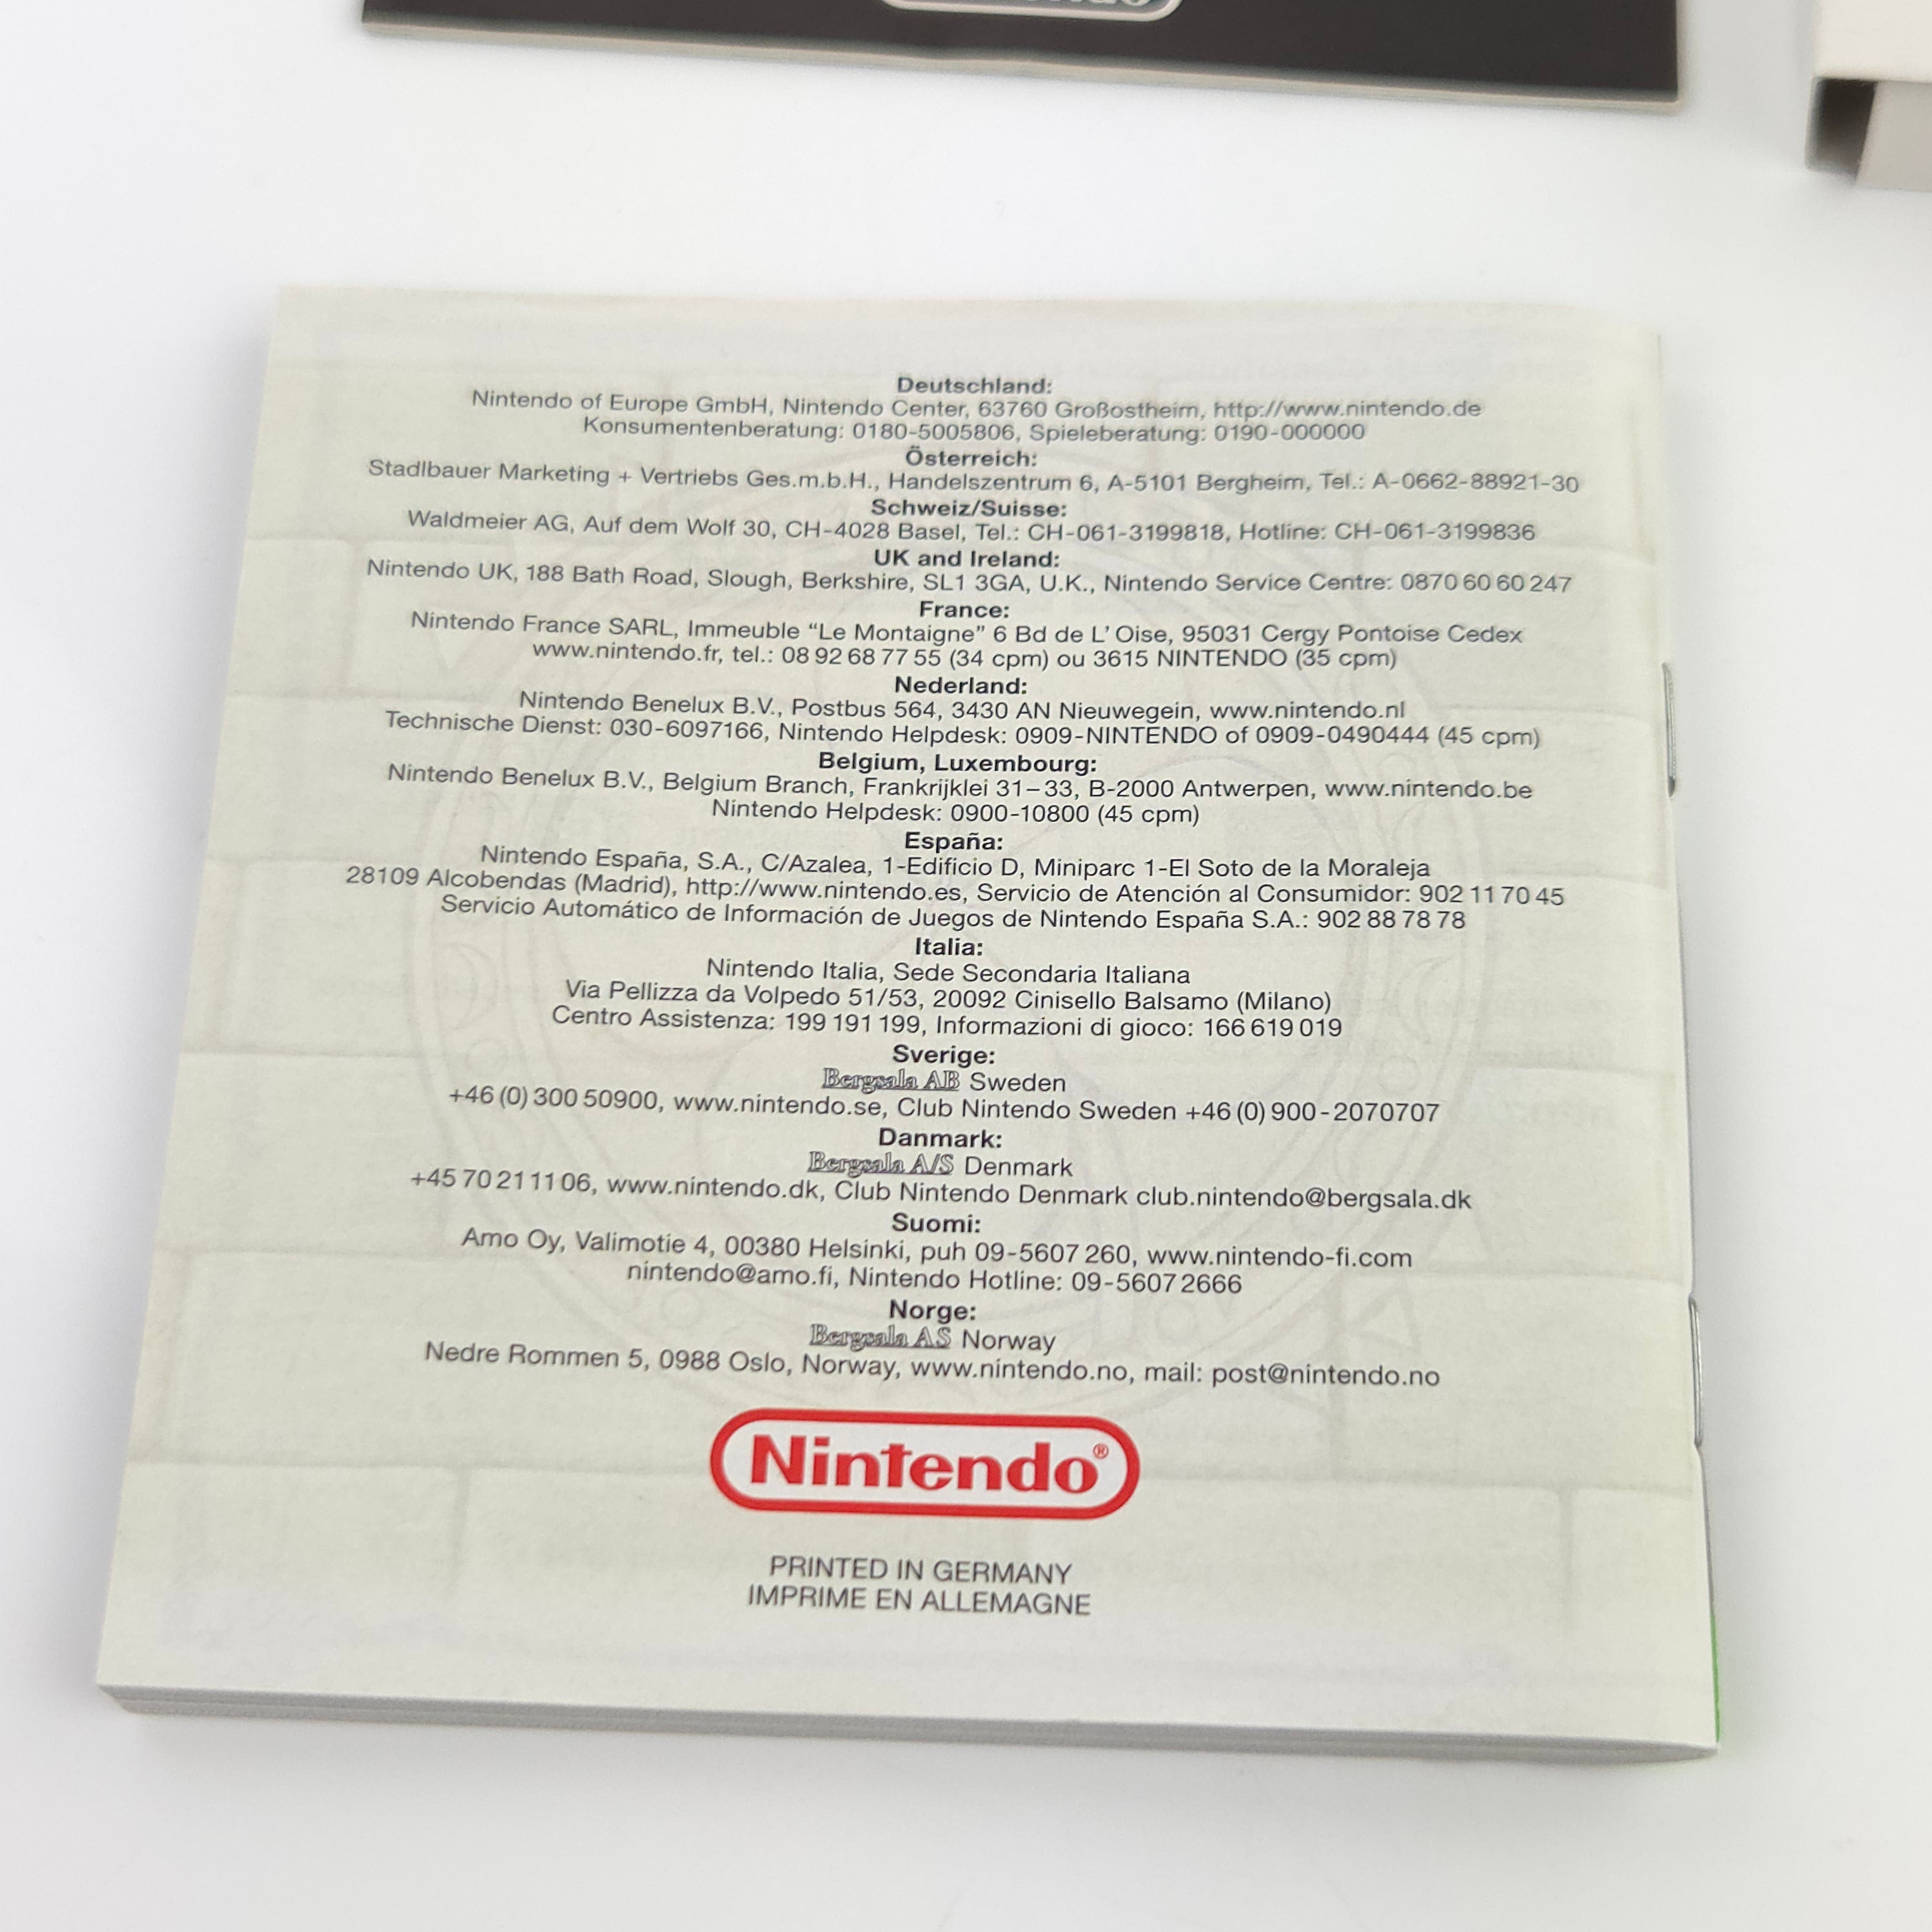 Deutschland:
Nintendo of Europe GmbH, Nintendo Center, 63760 Großostheim, http://www.nintendo.de
Konsumentenberatung: 0180-5005806, Spieleberatung: 0190-000000
Österreich:
Stadlbauer Marketing + Vertriebs Ges.m.b.H., Handelszentrum 6, A-5101 Bergheim, Tel.: A-0662-88921-30
Schweiz/Suisse:
Waldmeier AG, Auf dem Wolf 30, CH-4028 Basel, Tel.: CH-061-3199818, Hotline: CH-061-3199836
UK and Ireland:
Nintendo UK, 188 Bath Road, Slough, Berkshire, SL1 3GA, U.K., Nintendo Service Centre: 0870 60 60 247
France:
Nintendo France SARL, Immeuble “Le Montaigne” 6 Bd de L’ Oise, 95031 Cergy Pontoise Cedex
www.nintendo.fr, tel.: 08 92 68 77 55 (34 cpm) ou 3615 NINTENDO (35 cpm)
Nederland:
Nintendo Benelux B.V., Postbus 564, 3430 AN Nieuwegein, www.nintendo.nl
Technische Dienst: 030-6097166, Nintendo Helpdesk: 0909-NINTENDO of 0909-0490444 (45 cpm)
Belgium, Luxembourg:
Nintendo Benelux B.V., Belgium Branch, Frankrijklei 31–33, B-2000 Antwerpen, www.nintendo.be
Nintendo Helpdesk: 0900-10800 (45 cpm)
España:
Nintendo España, S.A., C/Azalea, 1-Edificio D, Miniparc 1-El Soto de la Moraleja
28109 Alcobendas (Madrid), http://www.nintendo.es, Servicio de Atención al Consumidor: 902 11 70 45
Servicio Automático de Información de Juegos de Nintendo España S.A.: 902 88 78 78
Italia:
Nintendo Italia, Sede Secondaria Italiana
Via Pellizza da Volpedo 51/53, 20092 Cinisello Balsamo (Milano)
Centro Assistenza: 199 191 199, Informazioni di gioco: 166 619 019
Sverige:
Bergsala AB Sweden
+46 (0) 300 50900, www.nintendo.se, Club Nintendo Sweden +46 (0) 900-2070707
Danmark:
Bergsala A/S Denmark
+45 70 21 11 06, www.nintendo.dk, Club Nintendo Denmark club.nintendo@bergsala.dk
Suomi:
Amo Oy, Valimotie 4, 00380 Helsinki, puh 09-5607 260, www.nintendo-fi.com
nintendo@amo.fi, Nintendo Hotline: 09-5607 2666
Norge:
Bergsala AS Norway
Nedre Rommen 5, 0988 Oslo, Norway, www.nintendo.no, mail: post@nintendo.no
Nintendo®
PRINTED IN GERMANY
IMPRIME EN ALLEMAGNE